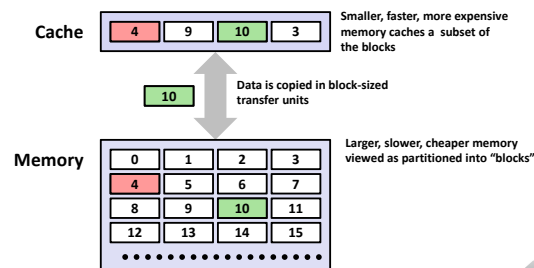 Cache
4 9 10 3
Smaller, faster, more expensive
memory caches a subset of
the blocks
10
Data is copied in block-sized
transfer units
Memory
0 1 2 3
4 5 6 7
8 9 10 11
12 13 14 15
Larger, slower, cheaper memory
viewed as partitioned into “blocks”